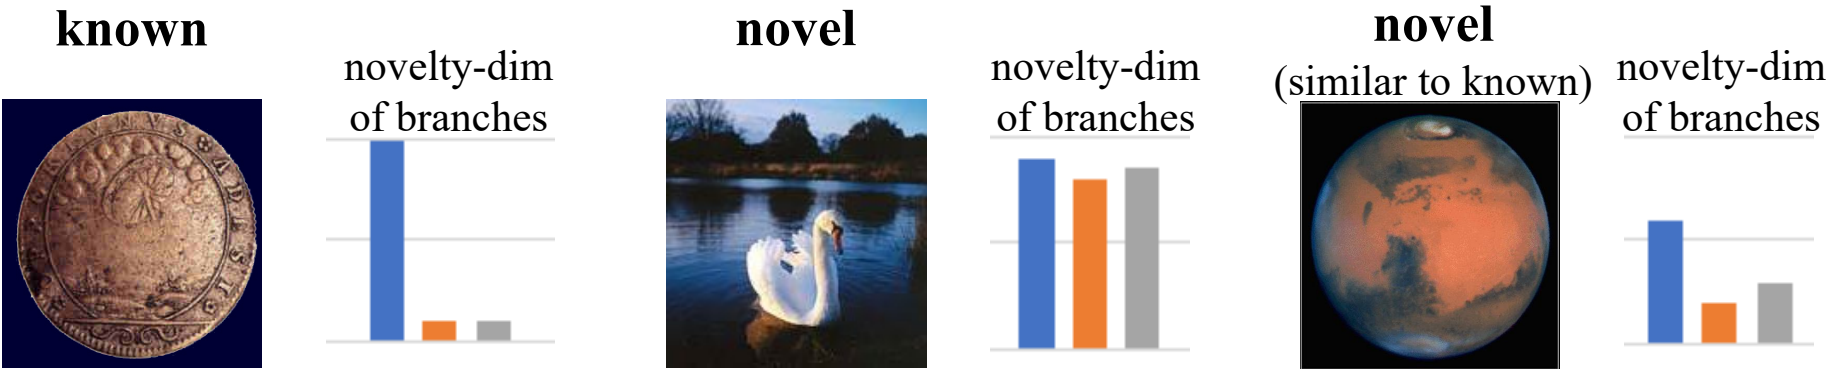 known
novelty-dim
of branches
novel
novelty-dim
of branches
novel
(similar to known)
novelty-dim
of branches